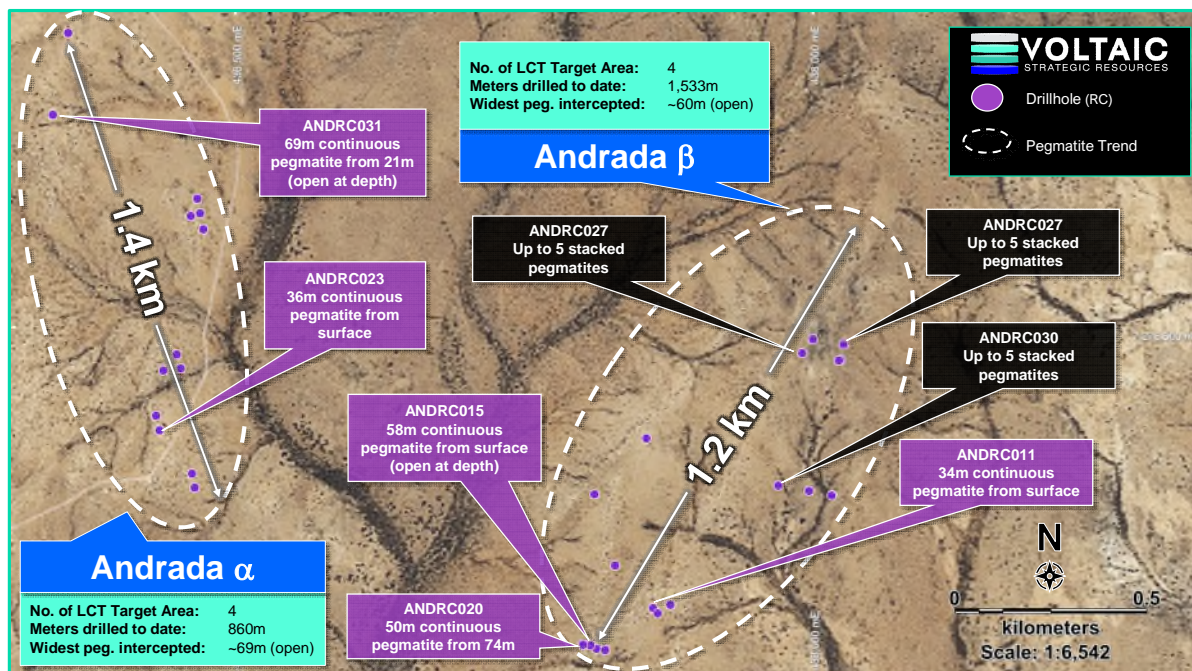 No. of LCT Target Area: 4
Meters drilled to date: 1,533m
Widest peg. intercepted: ~60m (open)
Andrada β
VOLTAIC
STRATEGIC RESOURCES
Drillhole (RC)
Pegmatite Trend
ANDRC031
69m continuous
pegmatite from 21m
(open at depth)
1.4 km
ANDRC023
36m continuous
pegmatite from
surface
ANDRC027
Up to 5 stacked
pegmatites
ANDRC027
Up to 5 stacked
pegmatites
ANDRC030
Up to 5 stacked
pegmatites
1.2 km
ANDRC015
58m continuous
pegmatite from surface
(open at depth)
ANDRC011
34m continuous
pegmatite from surface
ANDRC020
50m continuous
pegmatite from 74m
Andrada α
No. of LCT Target Area: 4
Meters drilled to date: 860m
Widest peg. intercepted: ~69m (open)
N
0 0.5
kilometers
Scale: 1:6,542